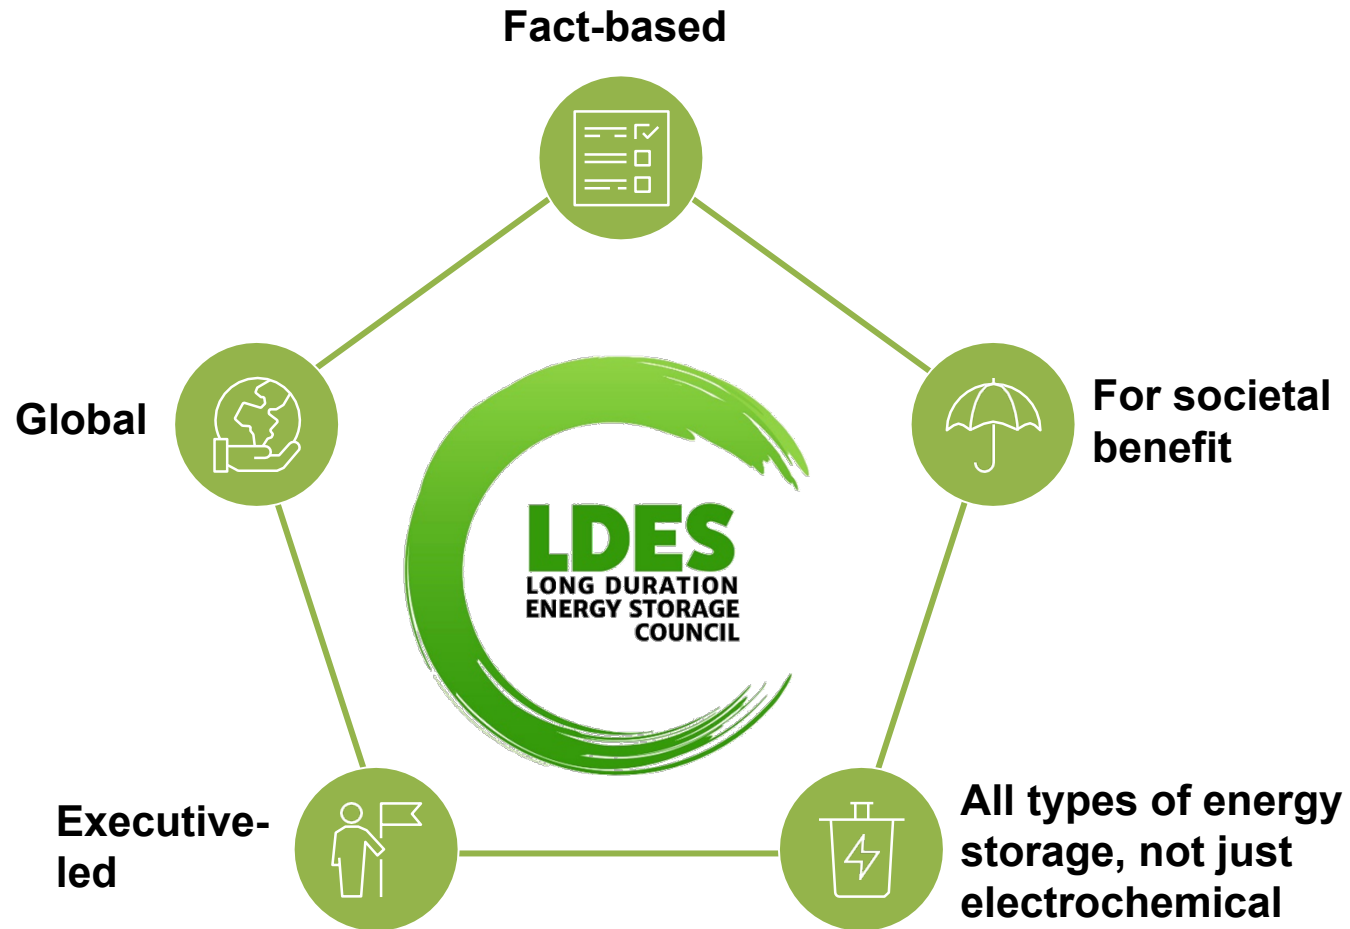 Fact-based
Global
For societal
benefit
LDES
LONG DURATION
ENERGY STORAGE
COUNCIL
Executive-
led
All types of energy
storage, not just
electrochemical